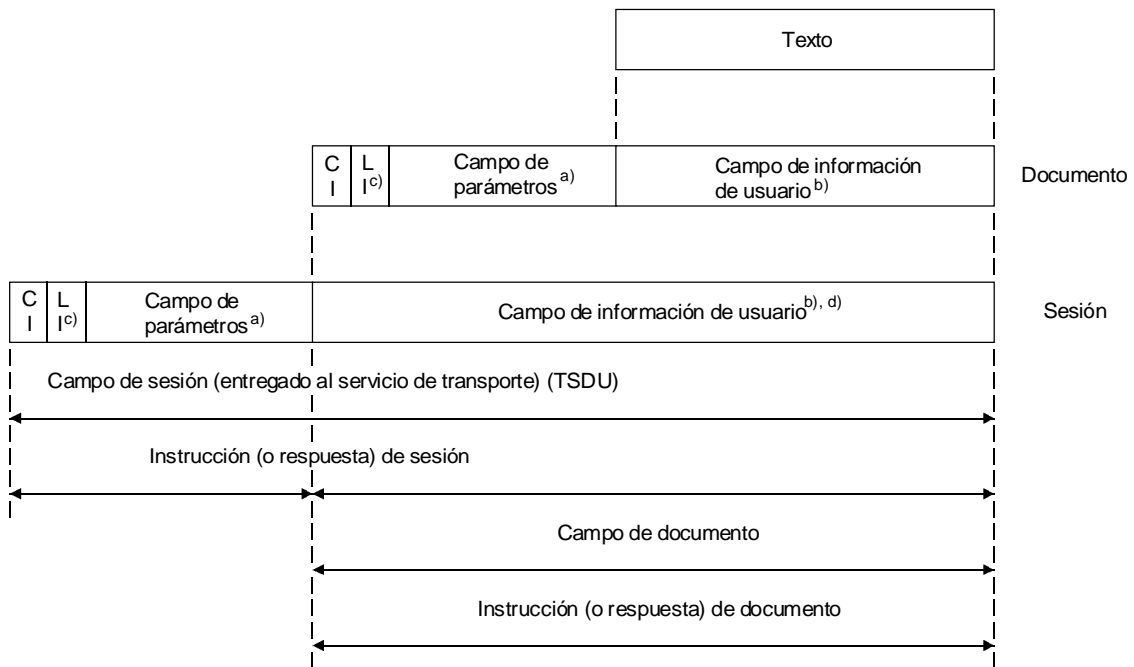 Texto
C L Campo de Campo de información
I I c) parámetros a) de usuario b) Documento
C L Campo de
I I c) parámetros a) Campo de información de usuario b), d) Sesión
Campo de sesión (entregado al servicio de transporte) (TSDU)
Instrucción (o respuesta) de sesión
Campo de documento
Instrucción (o respuesta) de documento